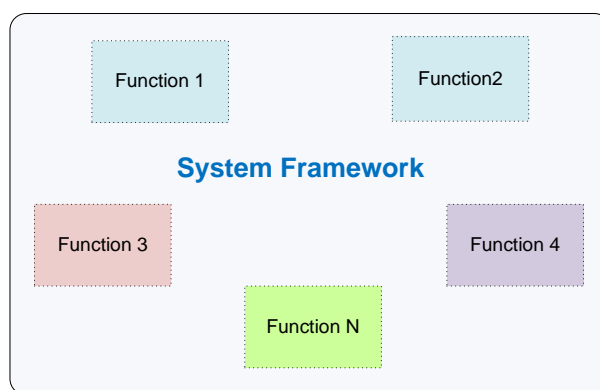 Function 1
Function2
System Framework
Function 3
Function 4
Function N